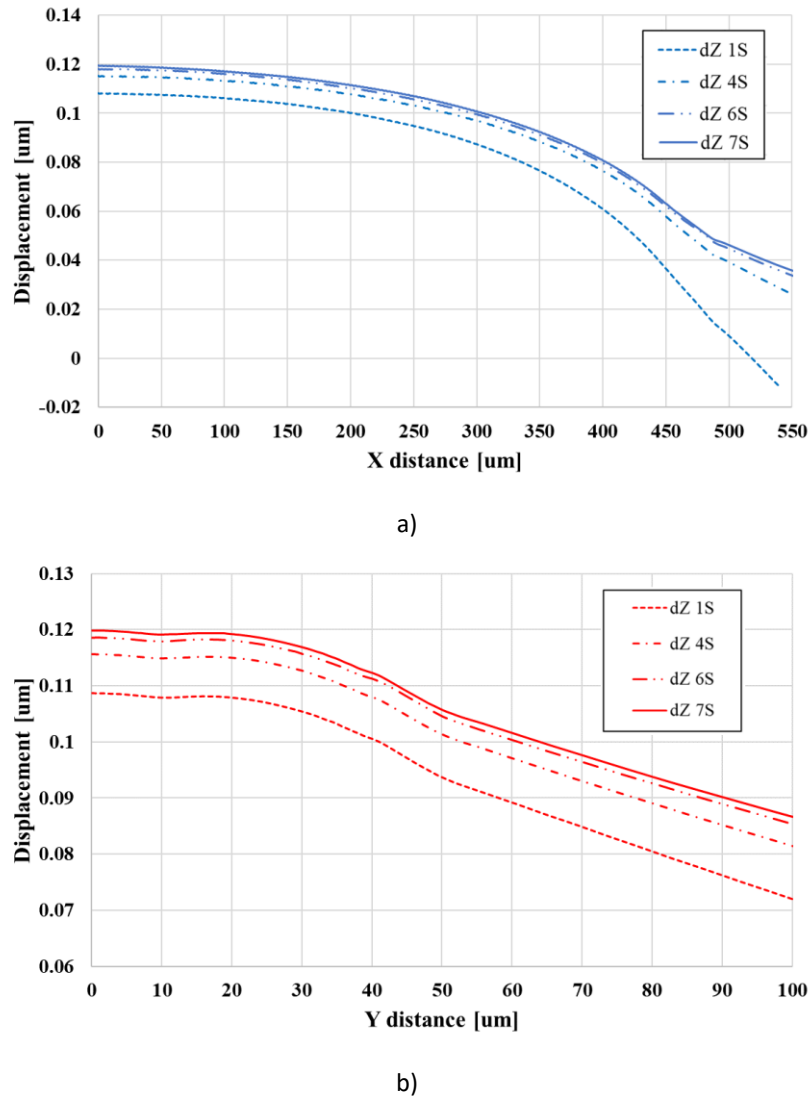 0.14
0.12
0.1
0.08
0.06
0.04
0.02
0
-0.02
Displacement [um]
dZ 1S
dZ 4S
dZ 6S
dZ 7S
0 50 100 150 200 250 300 350 400 450 500 550
X distance [um]
a)
0.13
0.12
0.11
0.1
0.09
0.08
0.07
0.06
Displacement [um]
dZ 1S
dZ 4S
dZ 6S
dZ 7S
0 10 20 30 40 50 60 70 80 90 100
Y distance [um]
b)